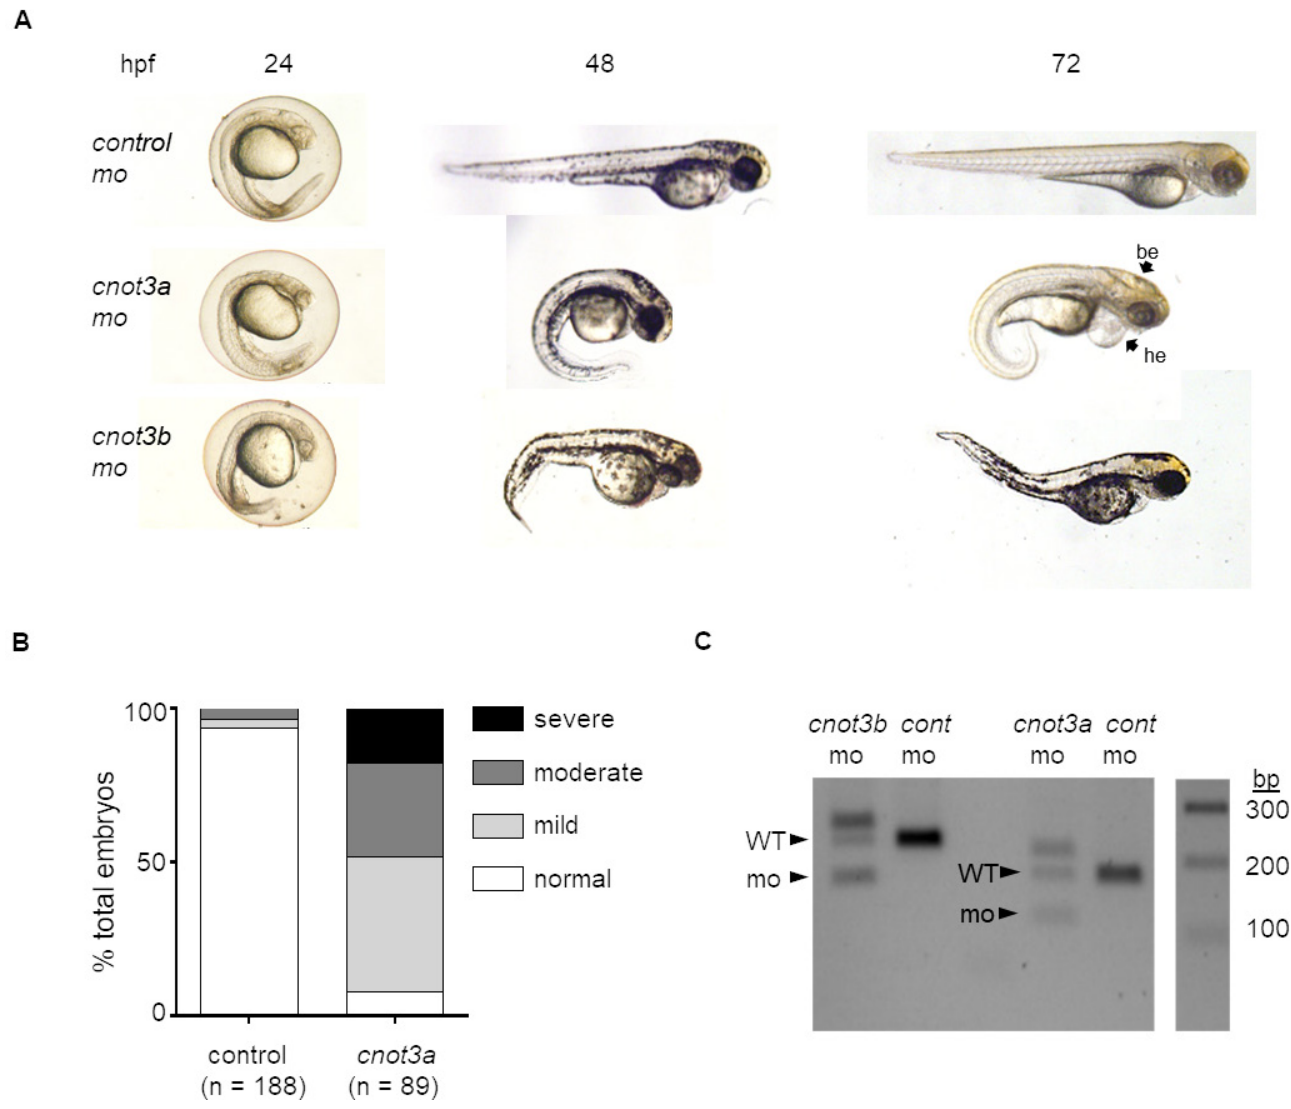 A
hpf 24 48 72
control
mo
cnot3a
mo
be
he
cnot3b
mo
B
100
50
0
% total embryos
severe
moderate
mild
normal
control
(n = 188)
cnot3a
(n = 89)
C
cnot3b cont cnot3a cont
mo mo mo mo
bp
300
WT
200
WT
mo
mo
100